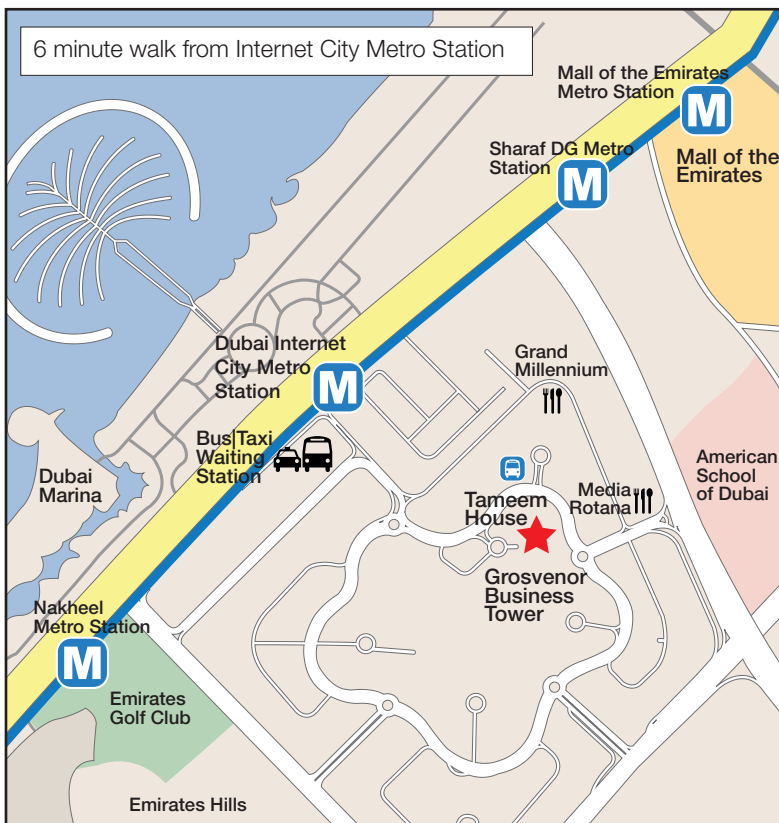 6 minute walk from Internet City Metro Station
Mall of the Emirates
Metro Station
M
Sharaf DG Metro
Station
M
Mall of the
Emirates
Dubai Internet
City Metro
Station
M
Grand
Millennium
Bus|Taxi
Waiting
Station
Dubai
Marina
American
School
of Dubai
Media
Rotana
Tameem
House
Grosvenor
Business
Tower
Nakheel
Metro Station
M
Emirates
Golf Club
Emirates Hills